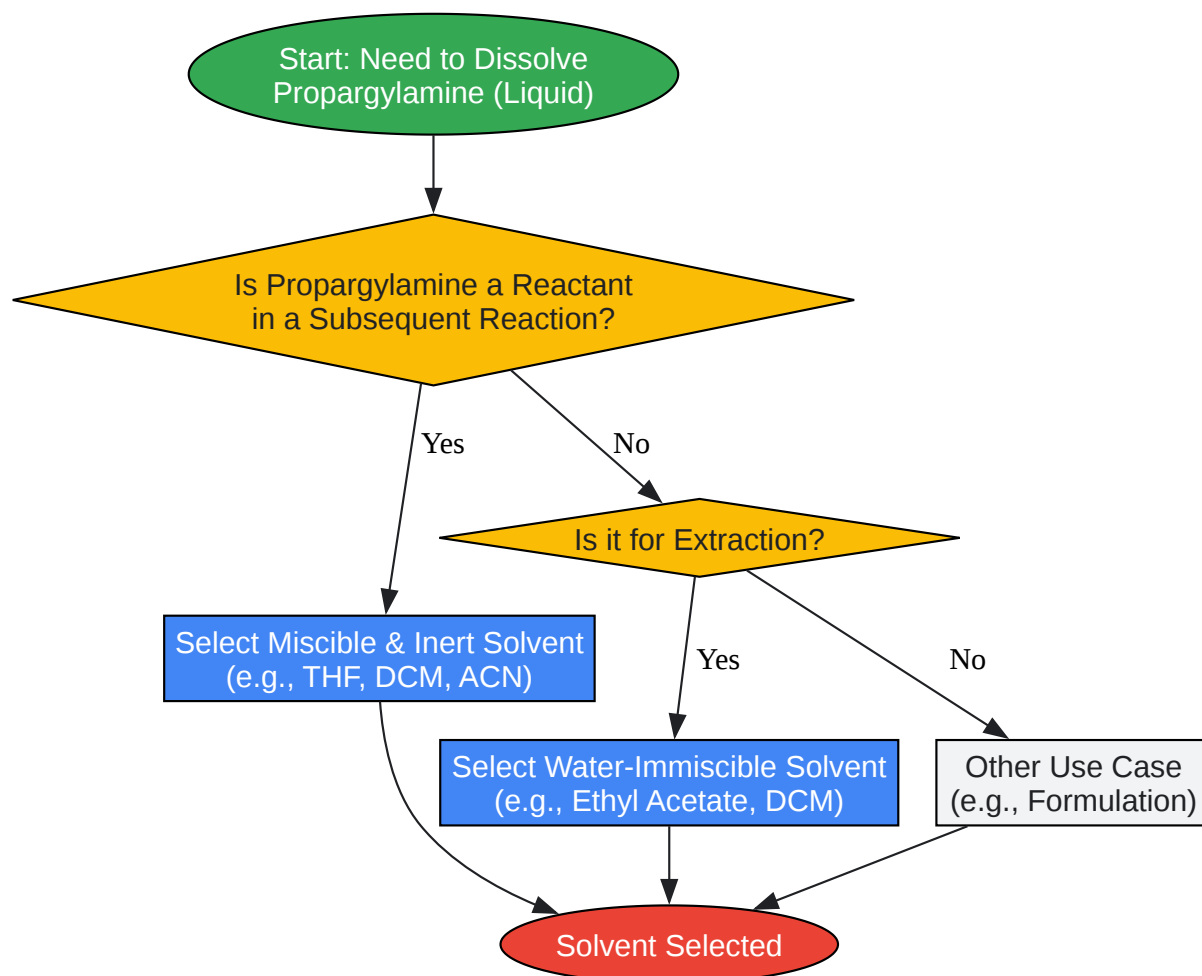 Start: Need to Dissolve
Propargylamine (Liquid)
Is Propargylamine a Reactant
in a Subsequent Reaction?
Yes
No
Is it for Extraction?
Select Miscible & Inert Solvent
(e.g., THF, DCM, ACN)
Yes
No
Select Water-Immiscible Solvent
(e.g., Ethyl Acetate, DCM)
Other Use Case
(e.g., Formulation)
Solvent Selected